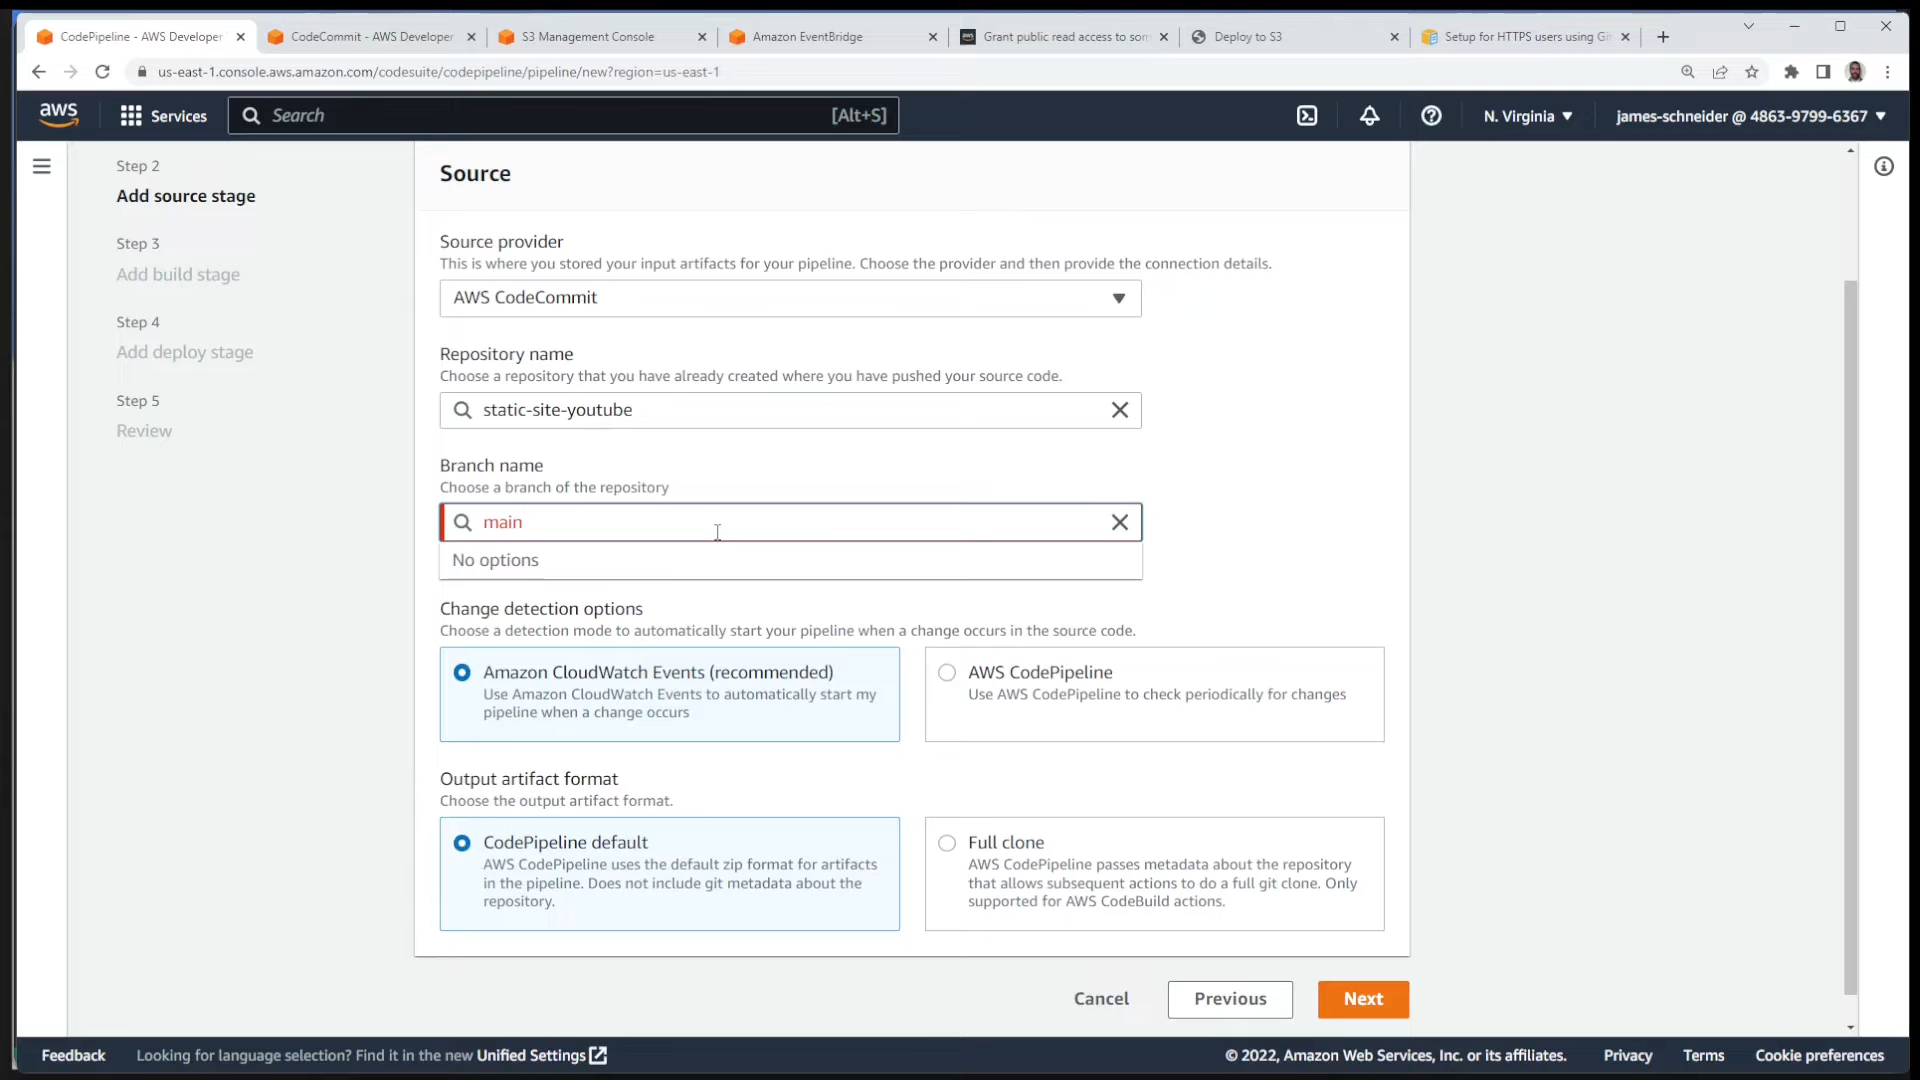 CodePipeline - AWS Developer
CodeCommit - AWS Developer
S3 Management Console
Amazon EventBridge
Grant public read access to som
Deploy to S3
Setup for HTTPS users using Gi
us-east-1.console.aws.amazon.com/codesuite/codepipeline/pipeline/new?region=us-east-1
aws
Services
Search
[Alt+S]
N. Virginia
james-schneider @ 4863-9799-6367
Step 2
Add source stage
Step 3
Add build stage
Step 4
Add deploy stage
Step 5
Review
Source
Source provider
This is where you stored your input artifacts for your pipeline. Choose the provider and then provide the connection details.
AWS CodeCommit
Repository name
Choose a repository that you have already created where you have pushed your source code.
static-site-youtube
Branch name
Choose a branch of the repository
main
No options
Change detection options
Choose a detection mode to automatically start your pipeline when a change occurs in the source code.
Amazon CloudWatch Events (recommended)
Use Amazon CloudWatch Events to automatically start my
pipeline when a change occurs
AWS CodePipeline
Use AWS CodePipeline to check periodically for changes
Output artifact format
Choose the output artifact format.
CodePipeline default
AWS CodePipeline uses the default zip format for artifacts
in the pipeline. Does not include git metadata about the
repository.
Full clone
AWS CodePipeline passes metadata about the repository
that allows subsequent actions to do a full git clone. Only
supported for AWS CodeBuild actions.
Cancel
Previous
Next
Feedback
Looking for language selection? Find it in the new Unified Settings
© 2022, Amazon Web Services, Inc. or its affiliates.
Privacy
Terms
Cookie preferences